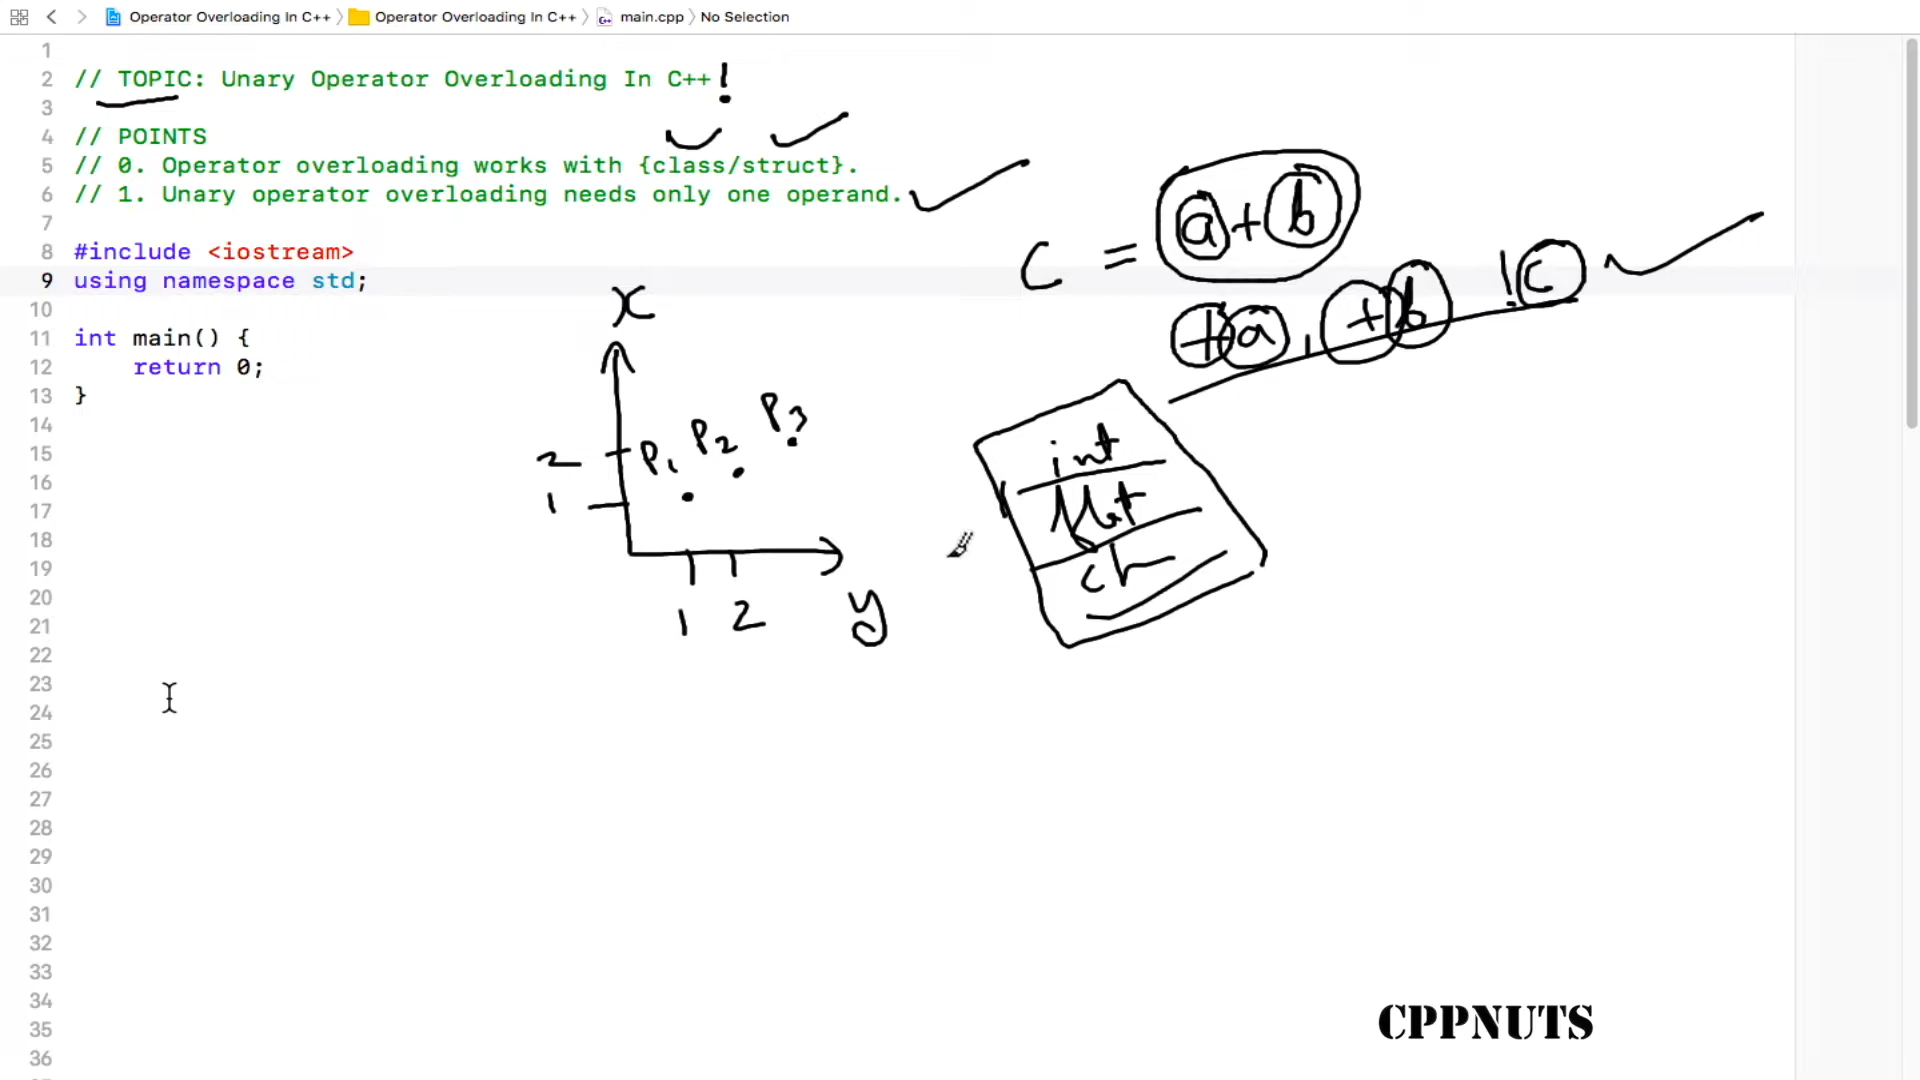 Operator Overloading In C++ 〉 Operator Overloading In C++ 〉 main.cpp 〉 No Selection
1
2 // TOPIC: Unary Operator Overloading In C++ !
3
4 // POINTS
5 // 0. Operator overloading works with {class/struct}.
6 // 1. Unary operator overloading needs only one operand.
7
8 #include <iostream>
9 using namespace std;
10
11 int main() {
12 return 0;
13 }
14
15
16
17
18
19
20
21
22
23
24
25
26
27
28
29
30
31
32
33
34
35
36
c = a+b
+a, +b !c
x
P1 P2 P3
2
1
1 2 y
int
ch
CPPNUTS